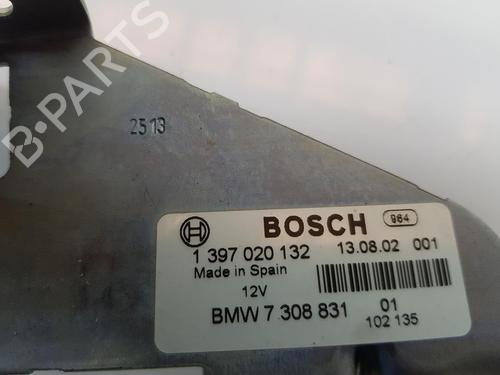 B-PARTS
2513
BOSCH 964
1 397 020 132 13.08.02 001
Made in Spain
12V
BMW 7 308 831 01
102 135